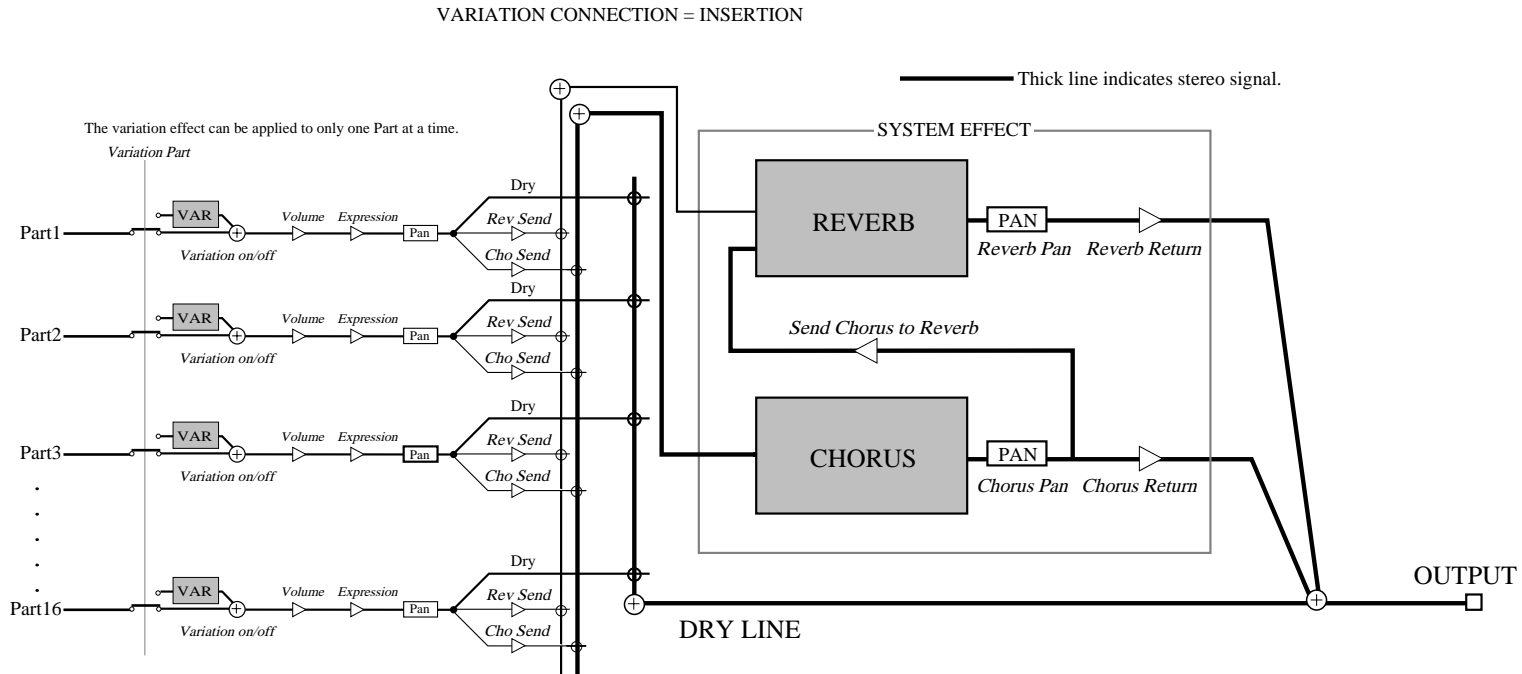 VARIATION CONNECTION = INSERTION
Thick line indicates stereo signal.
The variation effect can be applied to only one Part at a time.
Variation Part
SYSTEM EFFECT
Part1
VAR
Variation on/off
Volume
Expression
Pan
Dry
Rev Send
Cho Send
Part2
VAR
Variation on/off
Volume
Expression
Pan
Dry
Rev Send
Cho Send
Part3
VAR
Variation on/off
Volume
Expression
Pan
Dry
Rev Send
Cho Send
Part16
VAR
Variation on/off
Volume
Expression
Pan
Dry
Rev Send
Cho Send
REVERB
PAN
Reverb Pan
Reverb Return
Send Chorus to Reverb
CHORUS
PAN
Chorus Pan
Chorus Return
DRY LINE
OUTPUT